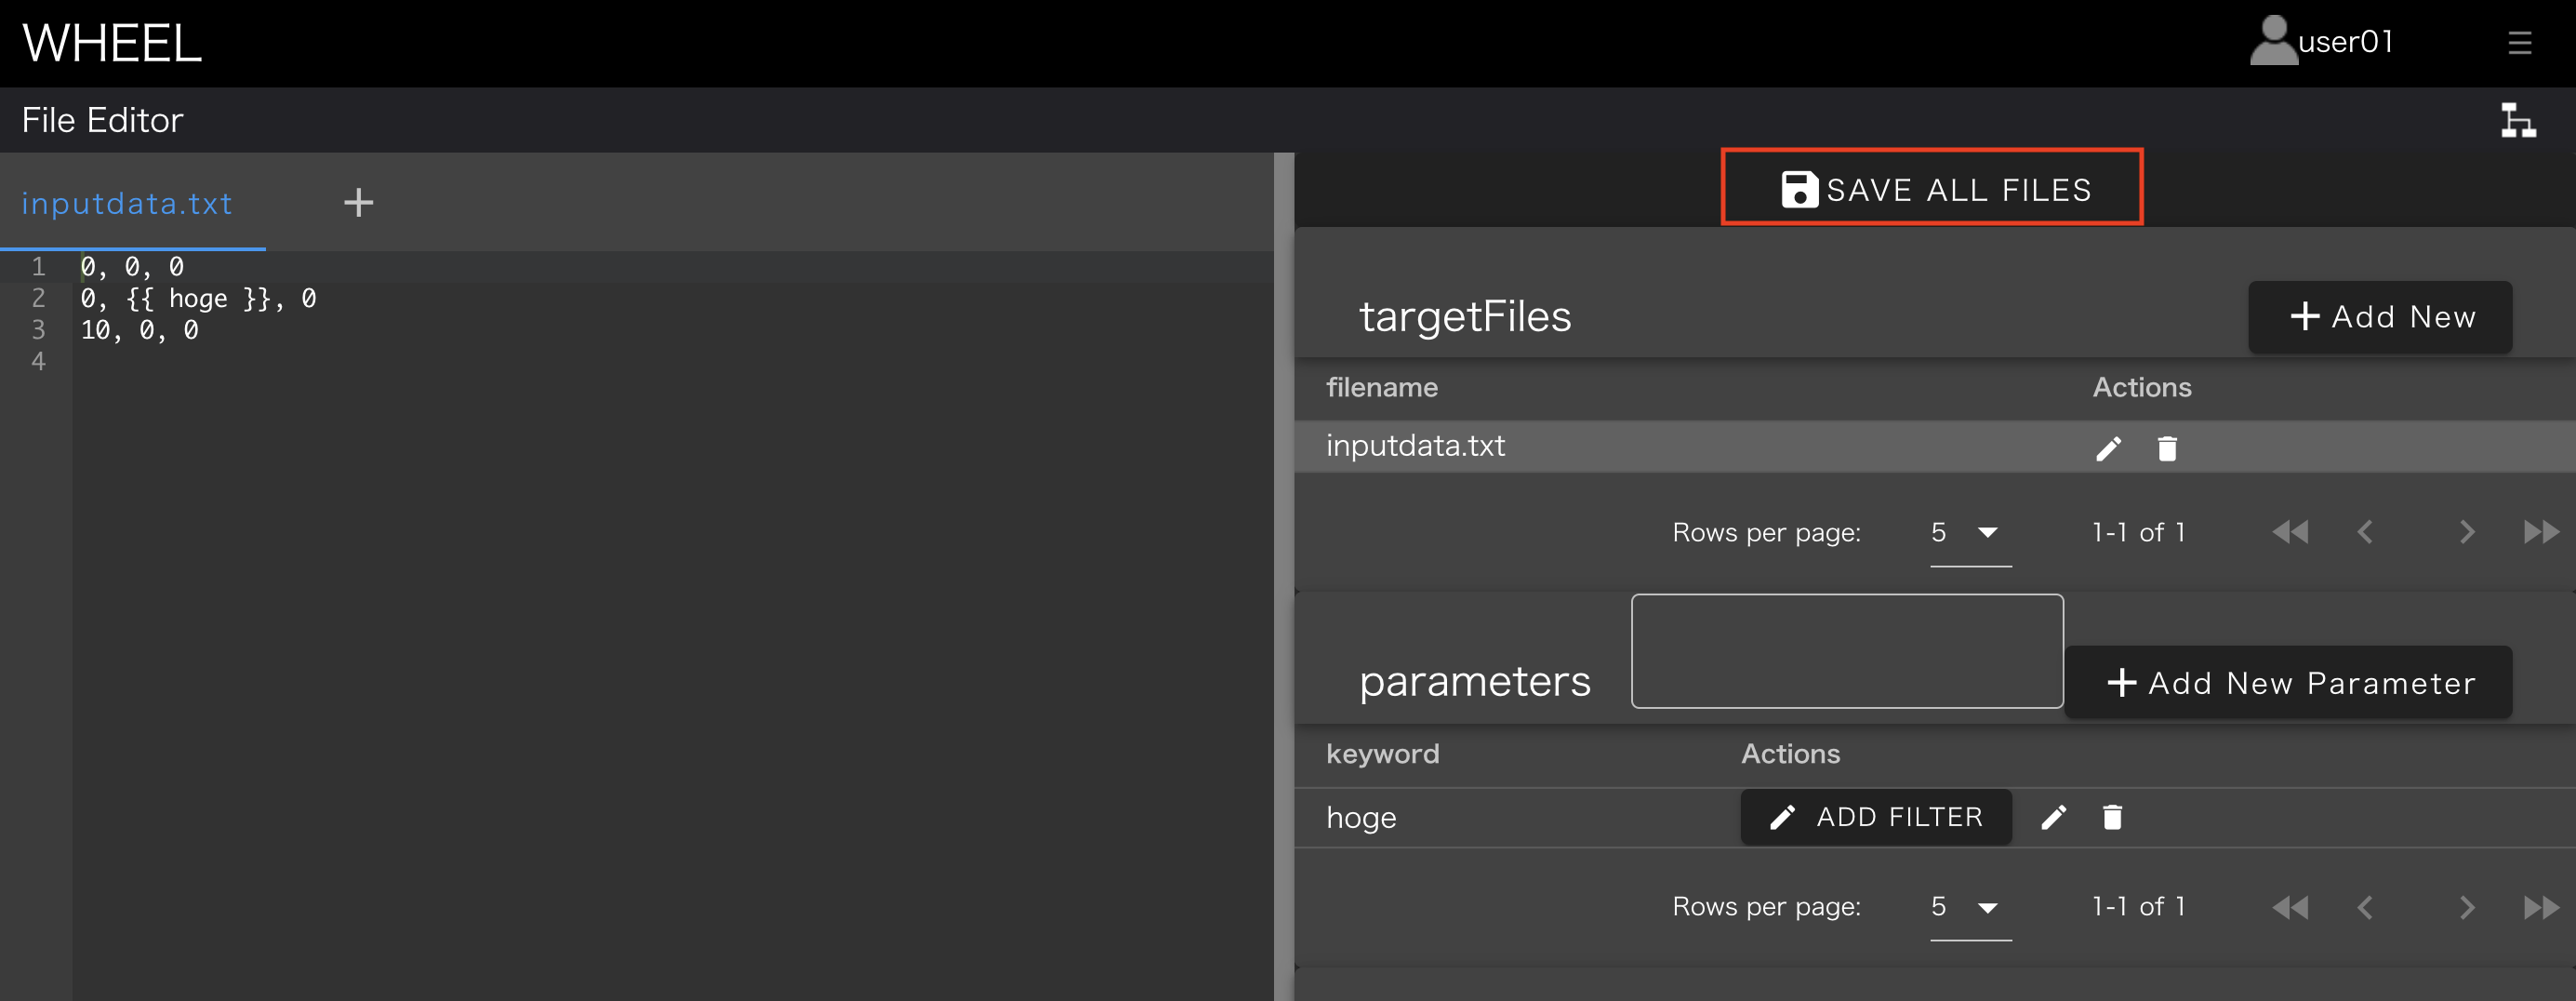 WHEEL
user01
File Editor
inputdata.txt
1 0, 0, 0
2 0, {{ hoge }}, 0
3 10, 0, 0
4
SAVE ALL FILES
targetFiles
Add New
filename Actions
inputdata.txt
Rows per page: 5 1-1 of 1
parameters
Add New Parameter
keyword Actions
hoge ADD FILTER
Rows per page: 5 1-1 of 1